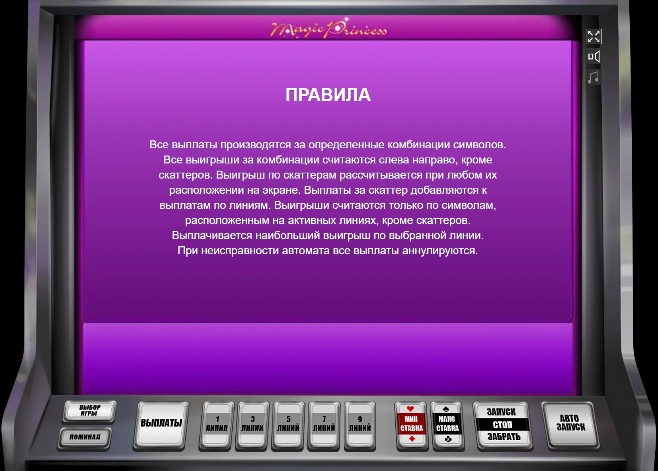 Magic Princess
ПРАВИЛА
Все выплаты производятся за определенные комбинации символов.
Все выигрыши за комбинации считаются слева направо, кроме
скаттеров. Выигрыш по скаттерам рассчитывается при любом их
расположении на экране. Выплаты за скаттер добавляются к
выплатам по линиям. Выигрыши считаются только по символам,
расположенным на активных линиях, кроме скаттеров.
Выплачивается наибольший выигрыш по выбранной линии.
При неисправности автомата все выплаты аннулируются.
ВЫБОР
ИГРЫ
НОМИНАЛ
ВЫПЛАТЫ
1
ЛИНИЯ
3
ЛИНИИ
5
ЛИНИЙ
7
ЛИНИЙ
9
ЛИНИЙ
МИН
СТАВКА
МАКС
СТАВКА
ЗАПУСК
СТОП
ЗАБРАТЬ
АВТО
ЗАПУСК